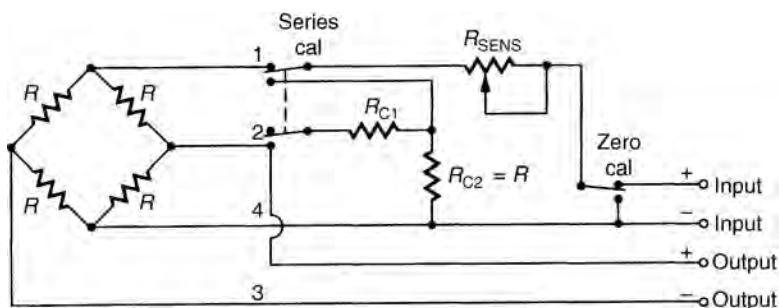 Series
cal
1
R_SENS
R
R
R_C1
2
Zero
cal
R
R
R_C2 = R
+ Input
4
− Input
+ Output
3
− Output